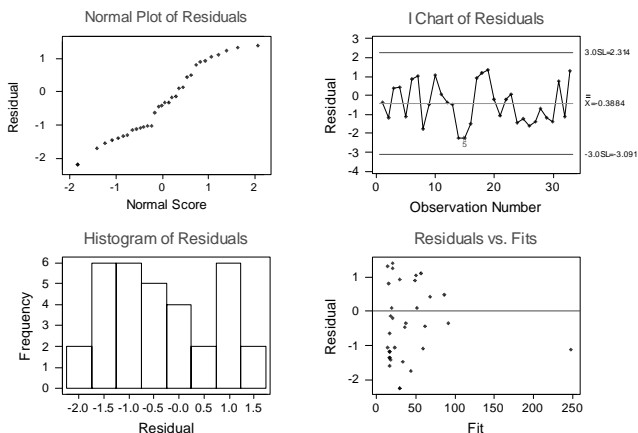 Normal Plot of Residuals
Residual
1
0
-1
-2
-2
-1
0
1
2
Normal Score
I Chart of Residuals
Residual
3
2
1
0
-1
-2
-3
-4
5
3.0SL=2.314
X=-0.3884
-3.0SL=-3.091
0
10
20
30
Observation Number
Histogram of Residuals
Frequency
6
5
4
3
2
1
0
-2.0 -1.5 -1.0 -0.5 -0.0 0.5 1.0 1.5
Residual
Residuals vs. Fits
Residual
1
0
-1
-2
0
50
100
150
200
250
Fit